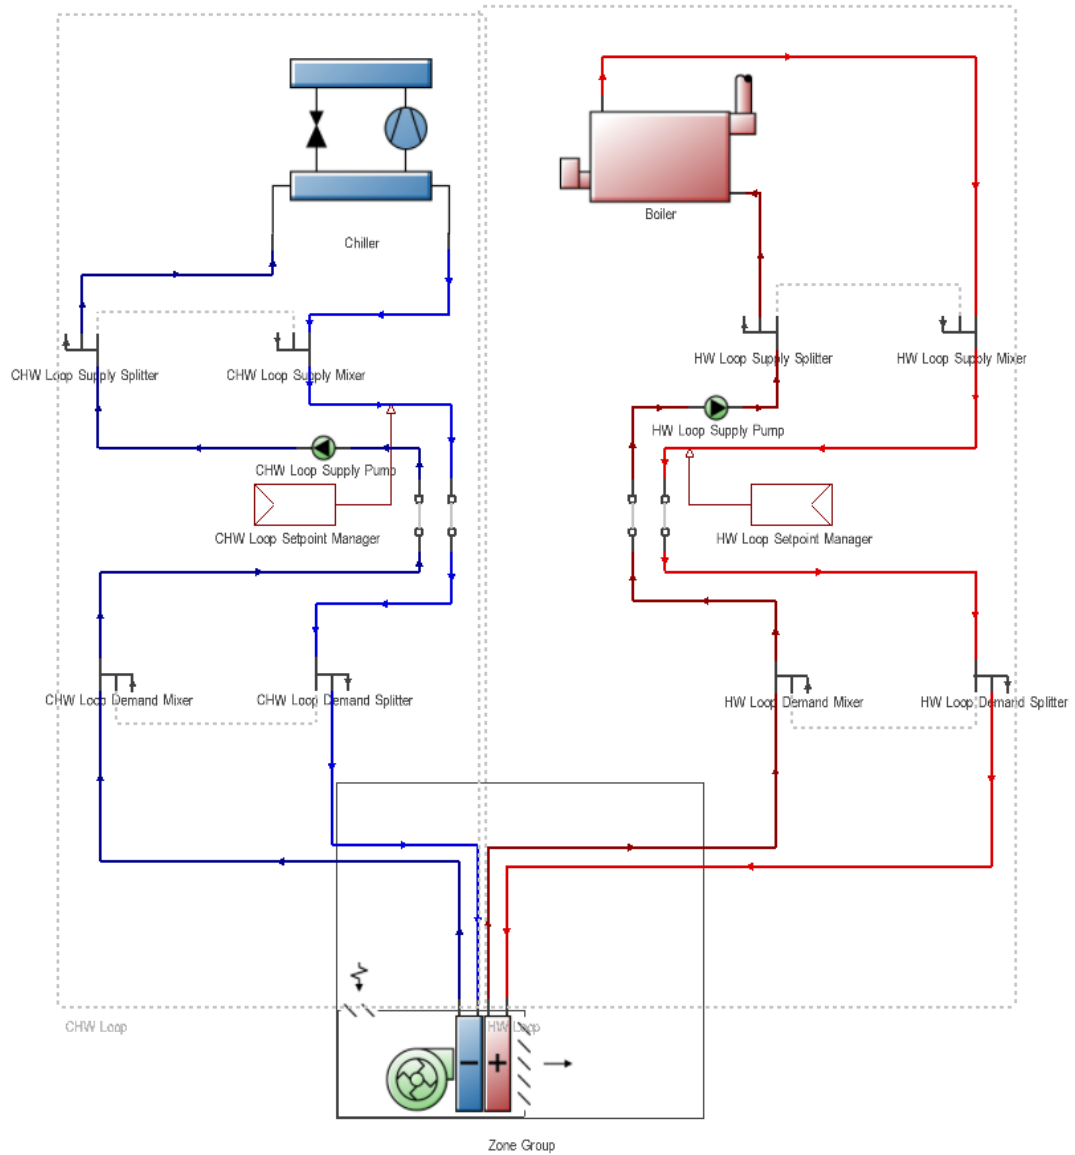 Boiler
Chiller
CHW Loop Supply Splitter
CHW Loop Supply Mixer
HW Loop Supply Splitter
HW Loop Supply Mixer
HW Loop Supply Pump
CHW Loop Supply Pump
CHW Loop Setpoint Manager
HW Loop Setpoint Manager
CHW Loop Demand Mixer
CHW Loop Demand Splitter
HW Loop Demand Mixer
HW Loop Demand Splitter
CHW Loop
HW Loop
Zone Group